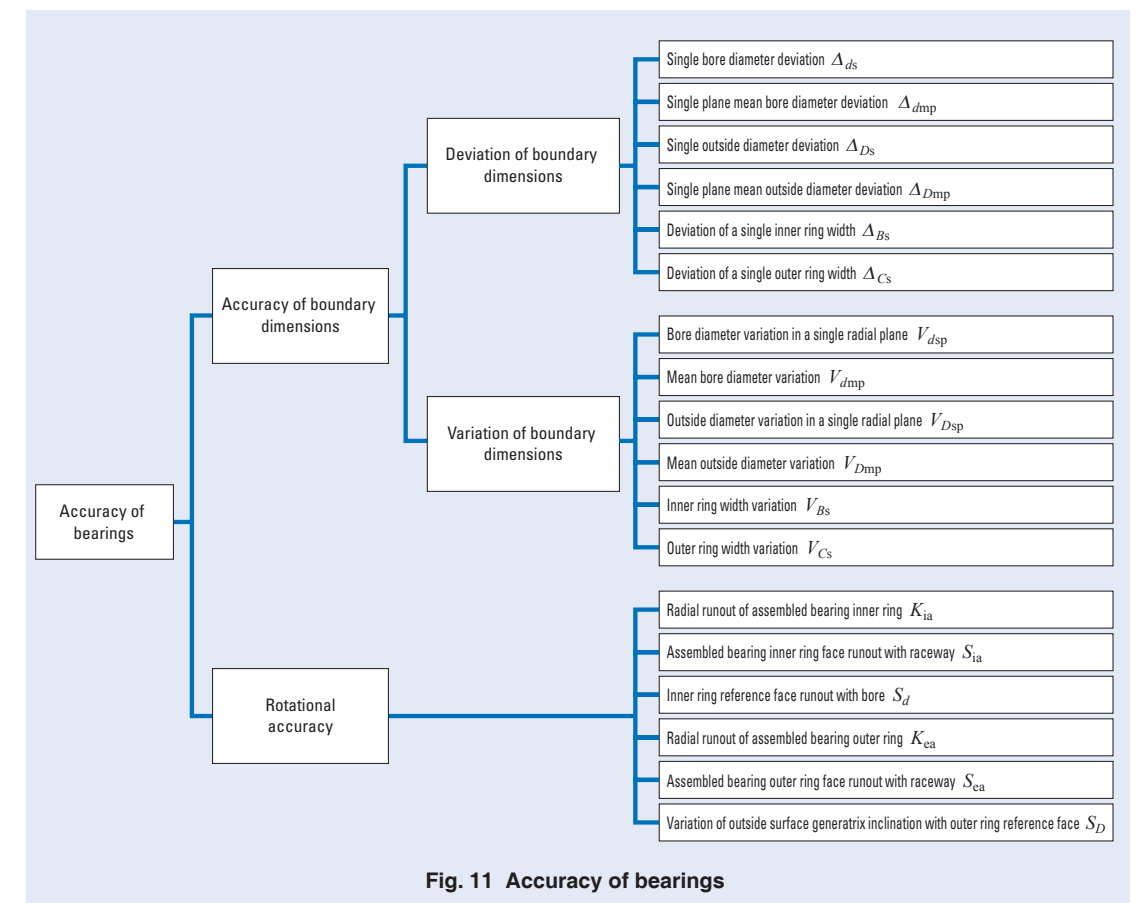 Accuracy of
bearings
Accuracy of boundary
dimensions
Deviation of boundary
dimensions
Single bore diameter deviation Δds
Single plane mean bore diameter deviation Δdmp
Single outside diameter deviation ΔDs
Single plane mean outside diameter deviation ΔDmp
Deviation of a single inner ring width ΔBs
Deviation of a single outer ring width ΔCs
Variation of boundary
dimensions
Bore diameter variation in a single radial plane Vdsp
Mean bore diameter variation Vdmp
Outside diameter variation in a single radial plane VDsp
Mean outside diameter variation VDmp
Inner ring width variation VBs
Outer ring width variation VCs
Rotational
accuracy
Radial runout of assembled bearing inner ring Kia
Assembled bearing inner ring face runout with raceway Sia
Inner ring reference face runout with bore Sd
Radial runout of assembled bearing outer ring Kea
Assembled bearing outer ring face runout with raceway Sea
Variation of outside surface generatrix inclination with outer ring reference face SD
Fig. 11 Accuracy of bearings